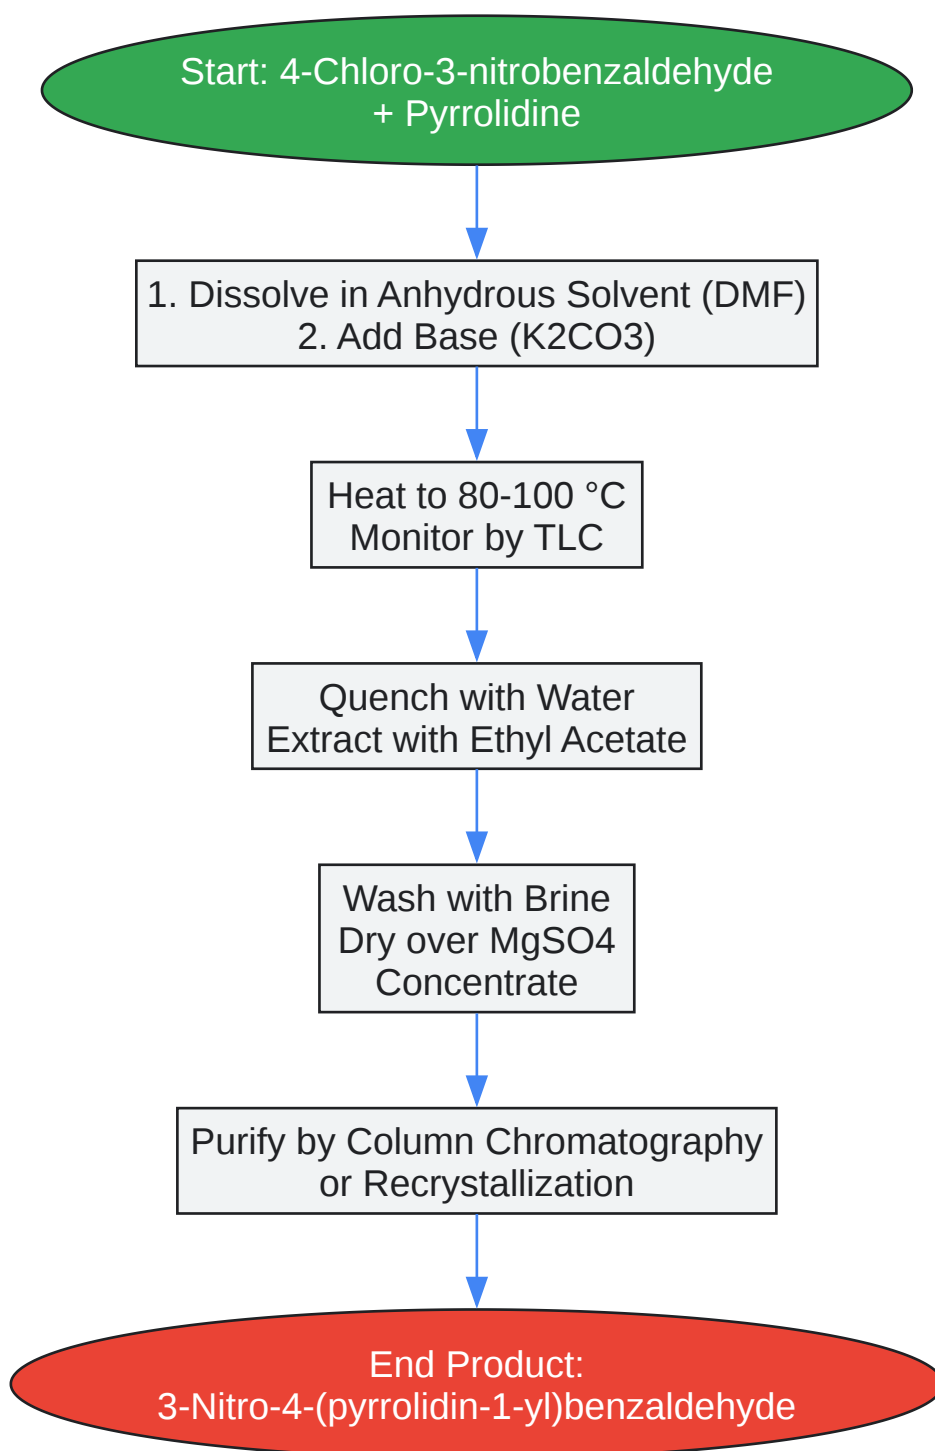 Start: 4-Chloro-3-nitrobenzaldehyde
+ Pyrrolidine
1. Dissolve in Anhydrous Solvent (DMF)
2. Add Base (K2CO3)
Heat to 80-100 °C
Monitor by TLC
Quench with Water
Extract with Ethyl Acetate
Wash with Brine
Dry over MgSO4
Concentrate
Purify by Column Chromatography
or Recrystallization
End Product:
3-Nitro-4-(pyrrolidin-1-yl)benzaldehyde